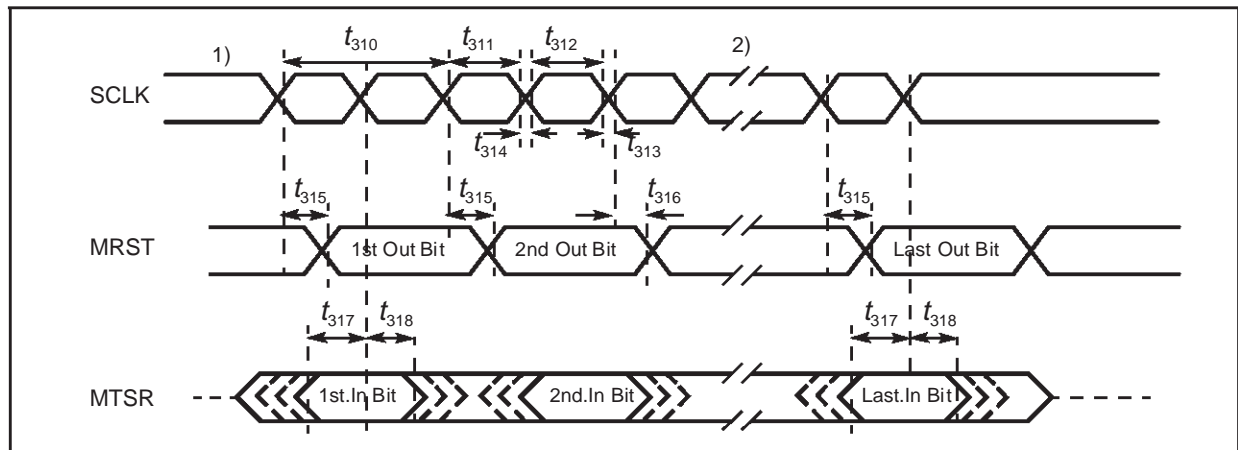 1) t310 t311 t312 2)
SCLK
t314 t313
t315 t315 t316 t315
MRST 1st Out Bit 2nd Out Bit Last Out Bit
t317 t318 t317 t318
MTSR 1st.In Bit 2nd.In Bit Last.In Bit